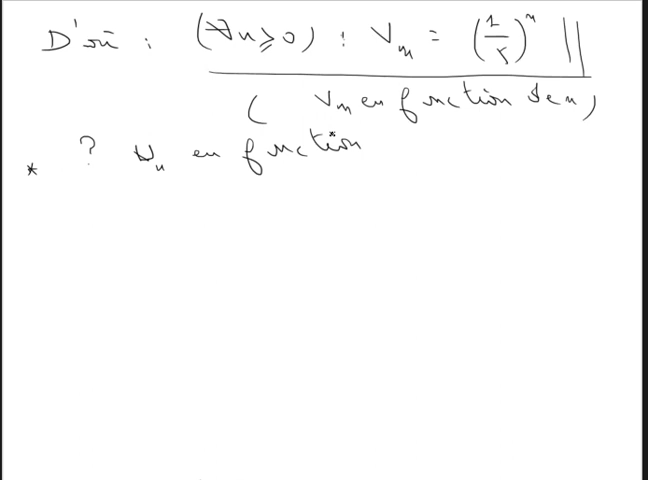 D'où : (∀n⩾0) : Vn = (1/5)^n ||
( Vn en fonction de n)
* ? Un en fonction